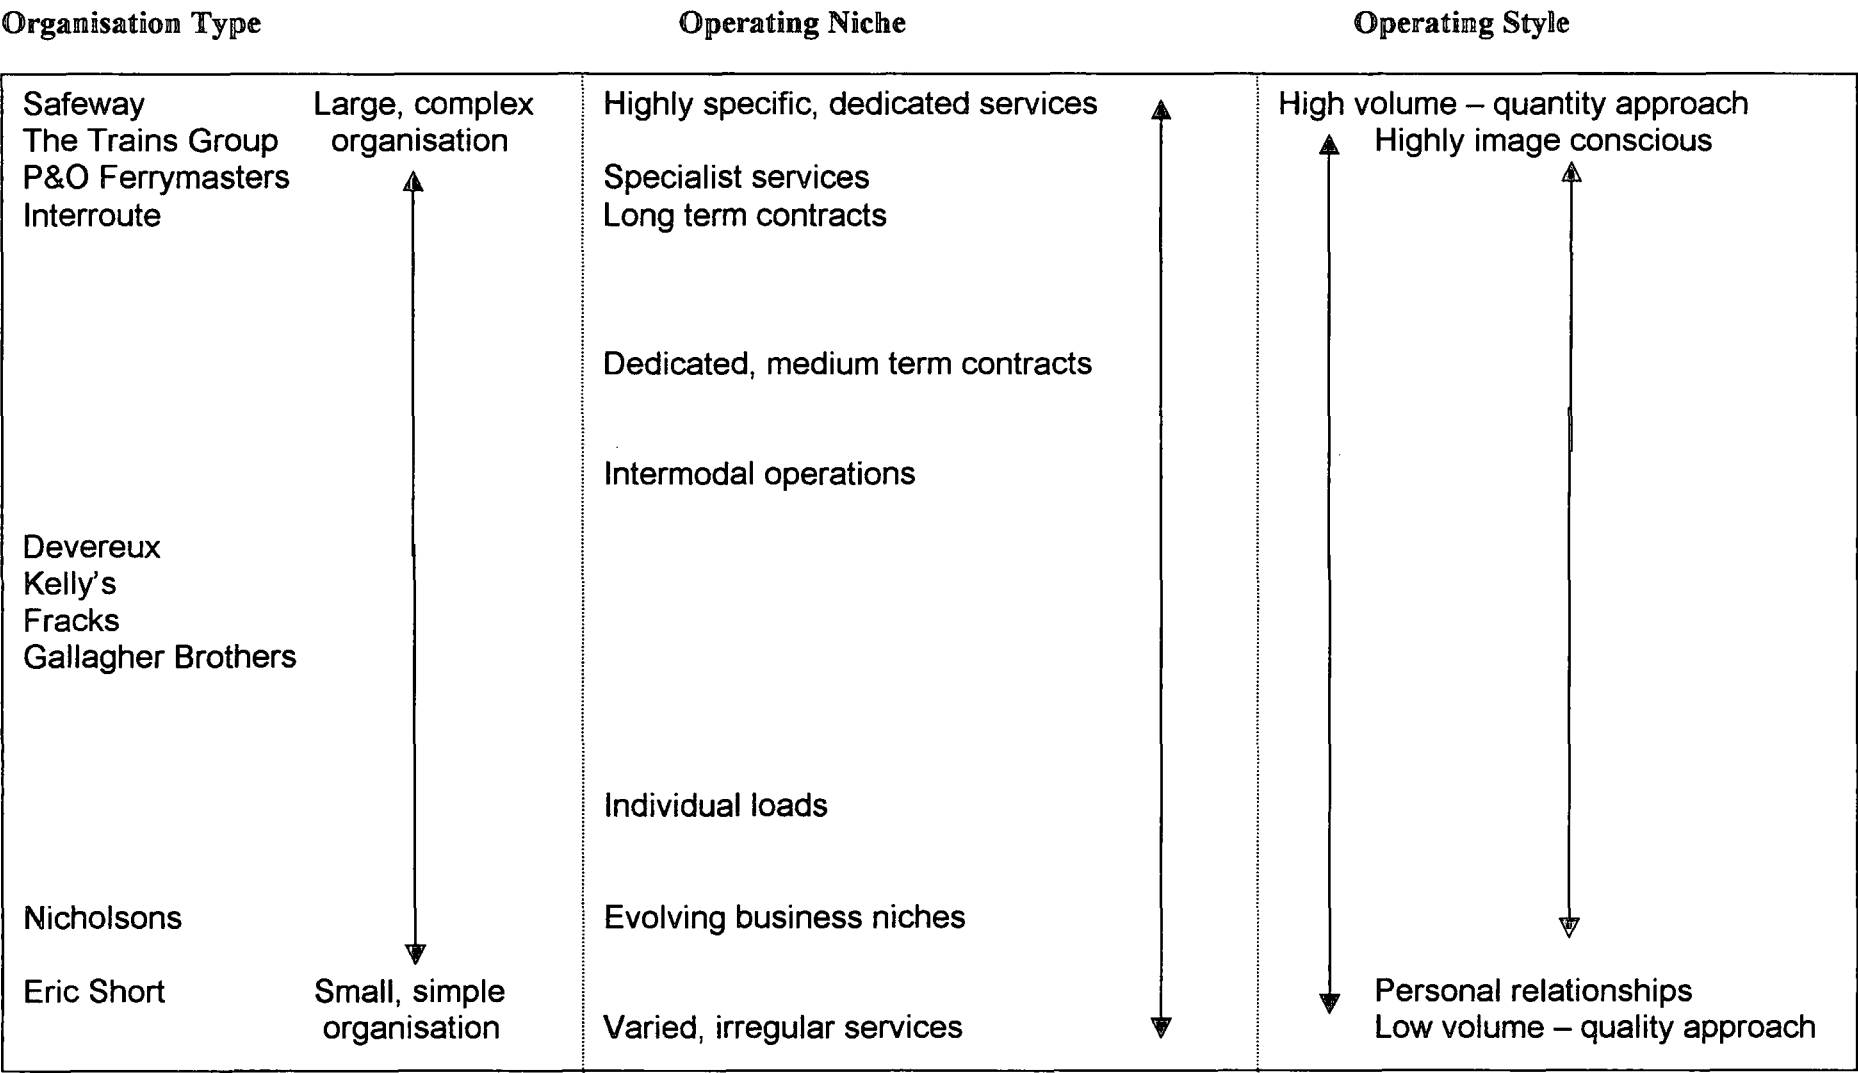 Organisation Type Operating Niche Operating Style
Safeway Large, complex Highly specific, dedicated services High volume – quantity approach
The Trains Group organisation Highly image conscious
P&O Ferrymasters Specialist services
Interroute Long term contracts
Dedicated, medium term contracts
Intermodal operations
Devereux
Kelly's
Fracks
Gallagher Brothers
Individual loads
Nicholsons Evolving business niches
Eric Short Small, simple Personal relationships
organisation Varied, irregular services Low volume – quality approach